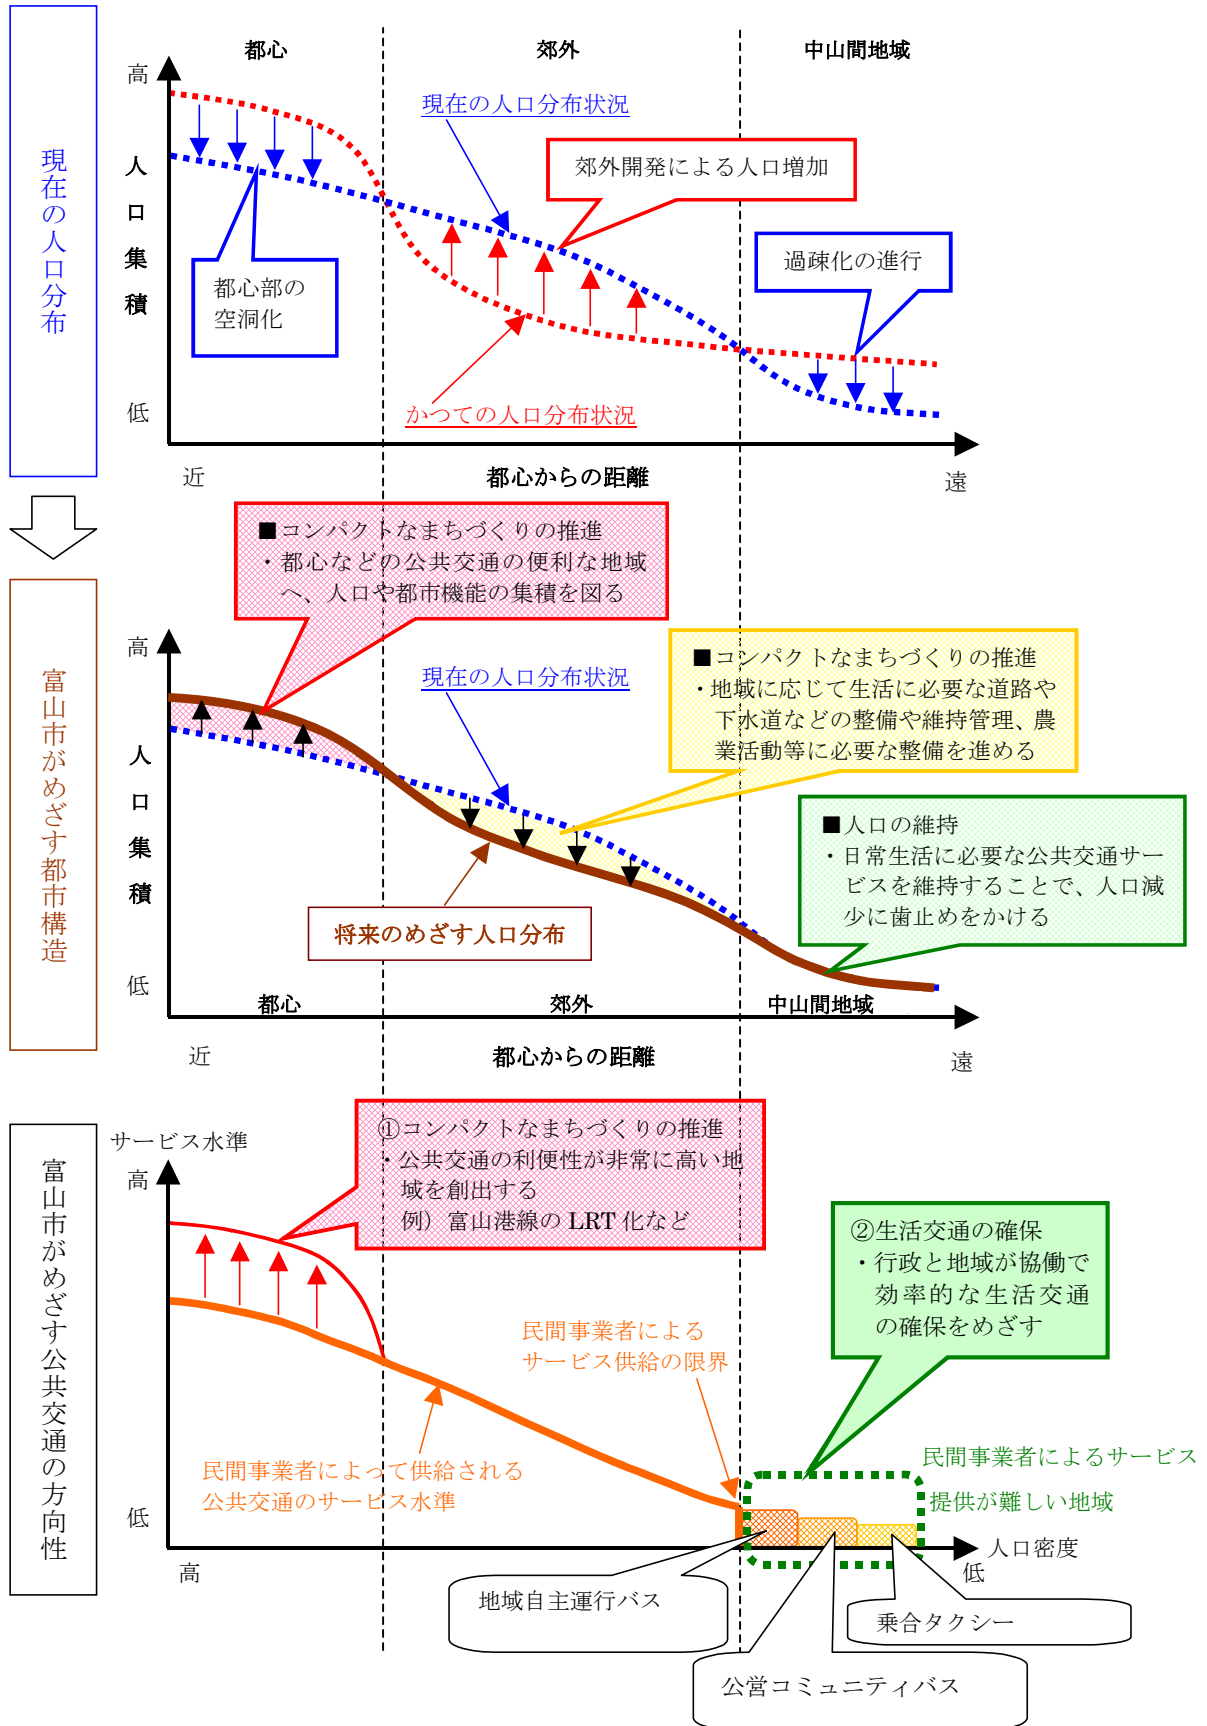 現在の人口分布
都心
郊外
中山間地域
高
人口集積
低
現在の人口分布状況
郊外開発による人口増加
過疎化の進行
都心部の
空洞化
かつての人口分布状況
近
都心からの距離
遠
富山市がめざす都市構造
■コンパクトなまちづくりの推進
・都心などの公共交通の便利な地域
へ、人口や都市機能の集積を図る
高
人口集積
低
現在の人口分布状況
■コンパクトなまちづくりの推進
・地域に応じて生活に必要な道路や
下水道などの整備や維持管理、農
業活動等に必要な整備を進める
■人口の維持
・日常生活に必要な公共交通サー
ビスを維持することで、人口減
少に歯止めをかける
将来のめざす人口分布
都心
郊外
中山間地域
近
都心からの距離
遠
富山市がめざす公共交通の方向性
サービス水準
高
①コンパクトなまちづくりの推進
・公共交通の利便性が非常に高い地
域を創出する
例）富山港線の LRT 化など
②生活交通の確保
・行政と地域が協働で
効率的な生活交通
の確保をめざす
民間事業者による
サービス供給の限界
民間事業者によって供給される
公共交通のサービス水準
民間事業者によるサービス
提供が難しい地域
低
高
人口密度
低
地域自主運行バス
乗合タクシー
公営コミュニティバス